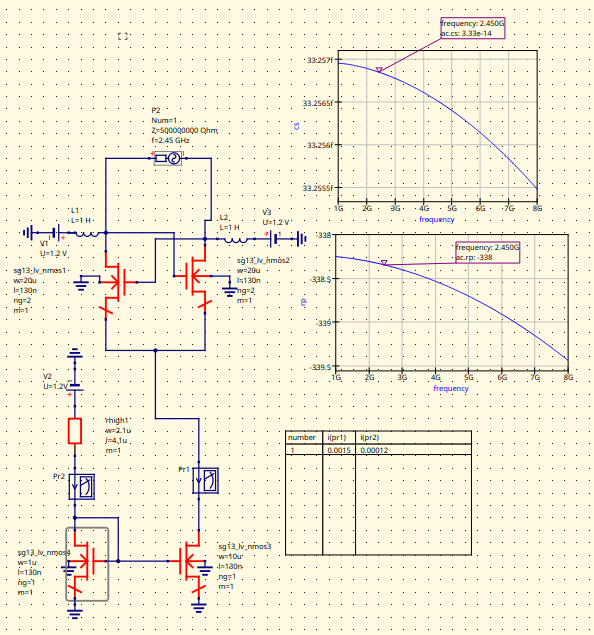 frequency: 2.450G
ac.cs: 3.33e-14
33.257f
33.2565f
33.256f
33.2555f
cs
1G 2G 3G 4G 5G 6G 7G 8G
frequency
P2
Num=1
Z=500000000 Ohm
f=2.45 GHz
L1
L=1 H
V1
U=1.2 V
L2
L=1 H
V3
U=1.2 V
sg13_lv_nmos1
w=20u
l=130n
ng=2
m=1
sg13_lv_nmos2
w=20u
l=130n
ng=2
m=1
-338
-338.5
-339
-339.5
frequency: 2.450G
ac.rp: -338
1G 2G 3G 4G 5G 6G 7G 8G
frequency
V2
U=1.2V
rhigh1
w=2.1u
l=4.1u
m=1
Pr2
Pr1
number i(pr1) i(pr2)
1 0.0015 0.00012
sg13_lv_nmos4
w=1u
l=130n
ng=1
m=1
sg13_lv_nmos3
w=10u
l=130n
ng=1
m=1